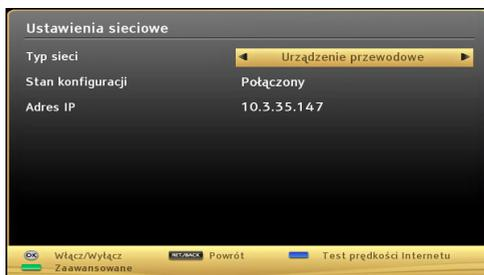 Ustawienia sieciowe
Typ sieci ◄ Urządzenie przewodowe ►
Stan konfiguracji Połączony
Adres IP 10.3.35.147
OK Włącz/Wyłącz RET./BACK Powrót Test prędkości Internetu
Zaawansowane